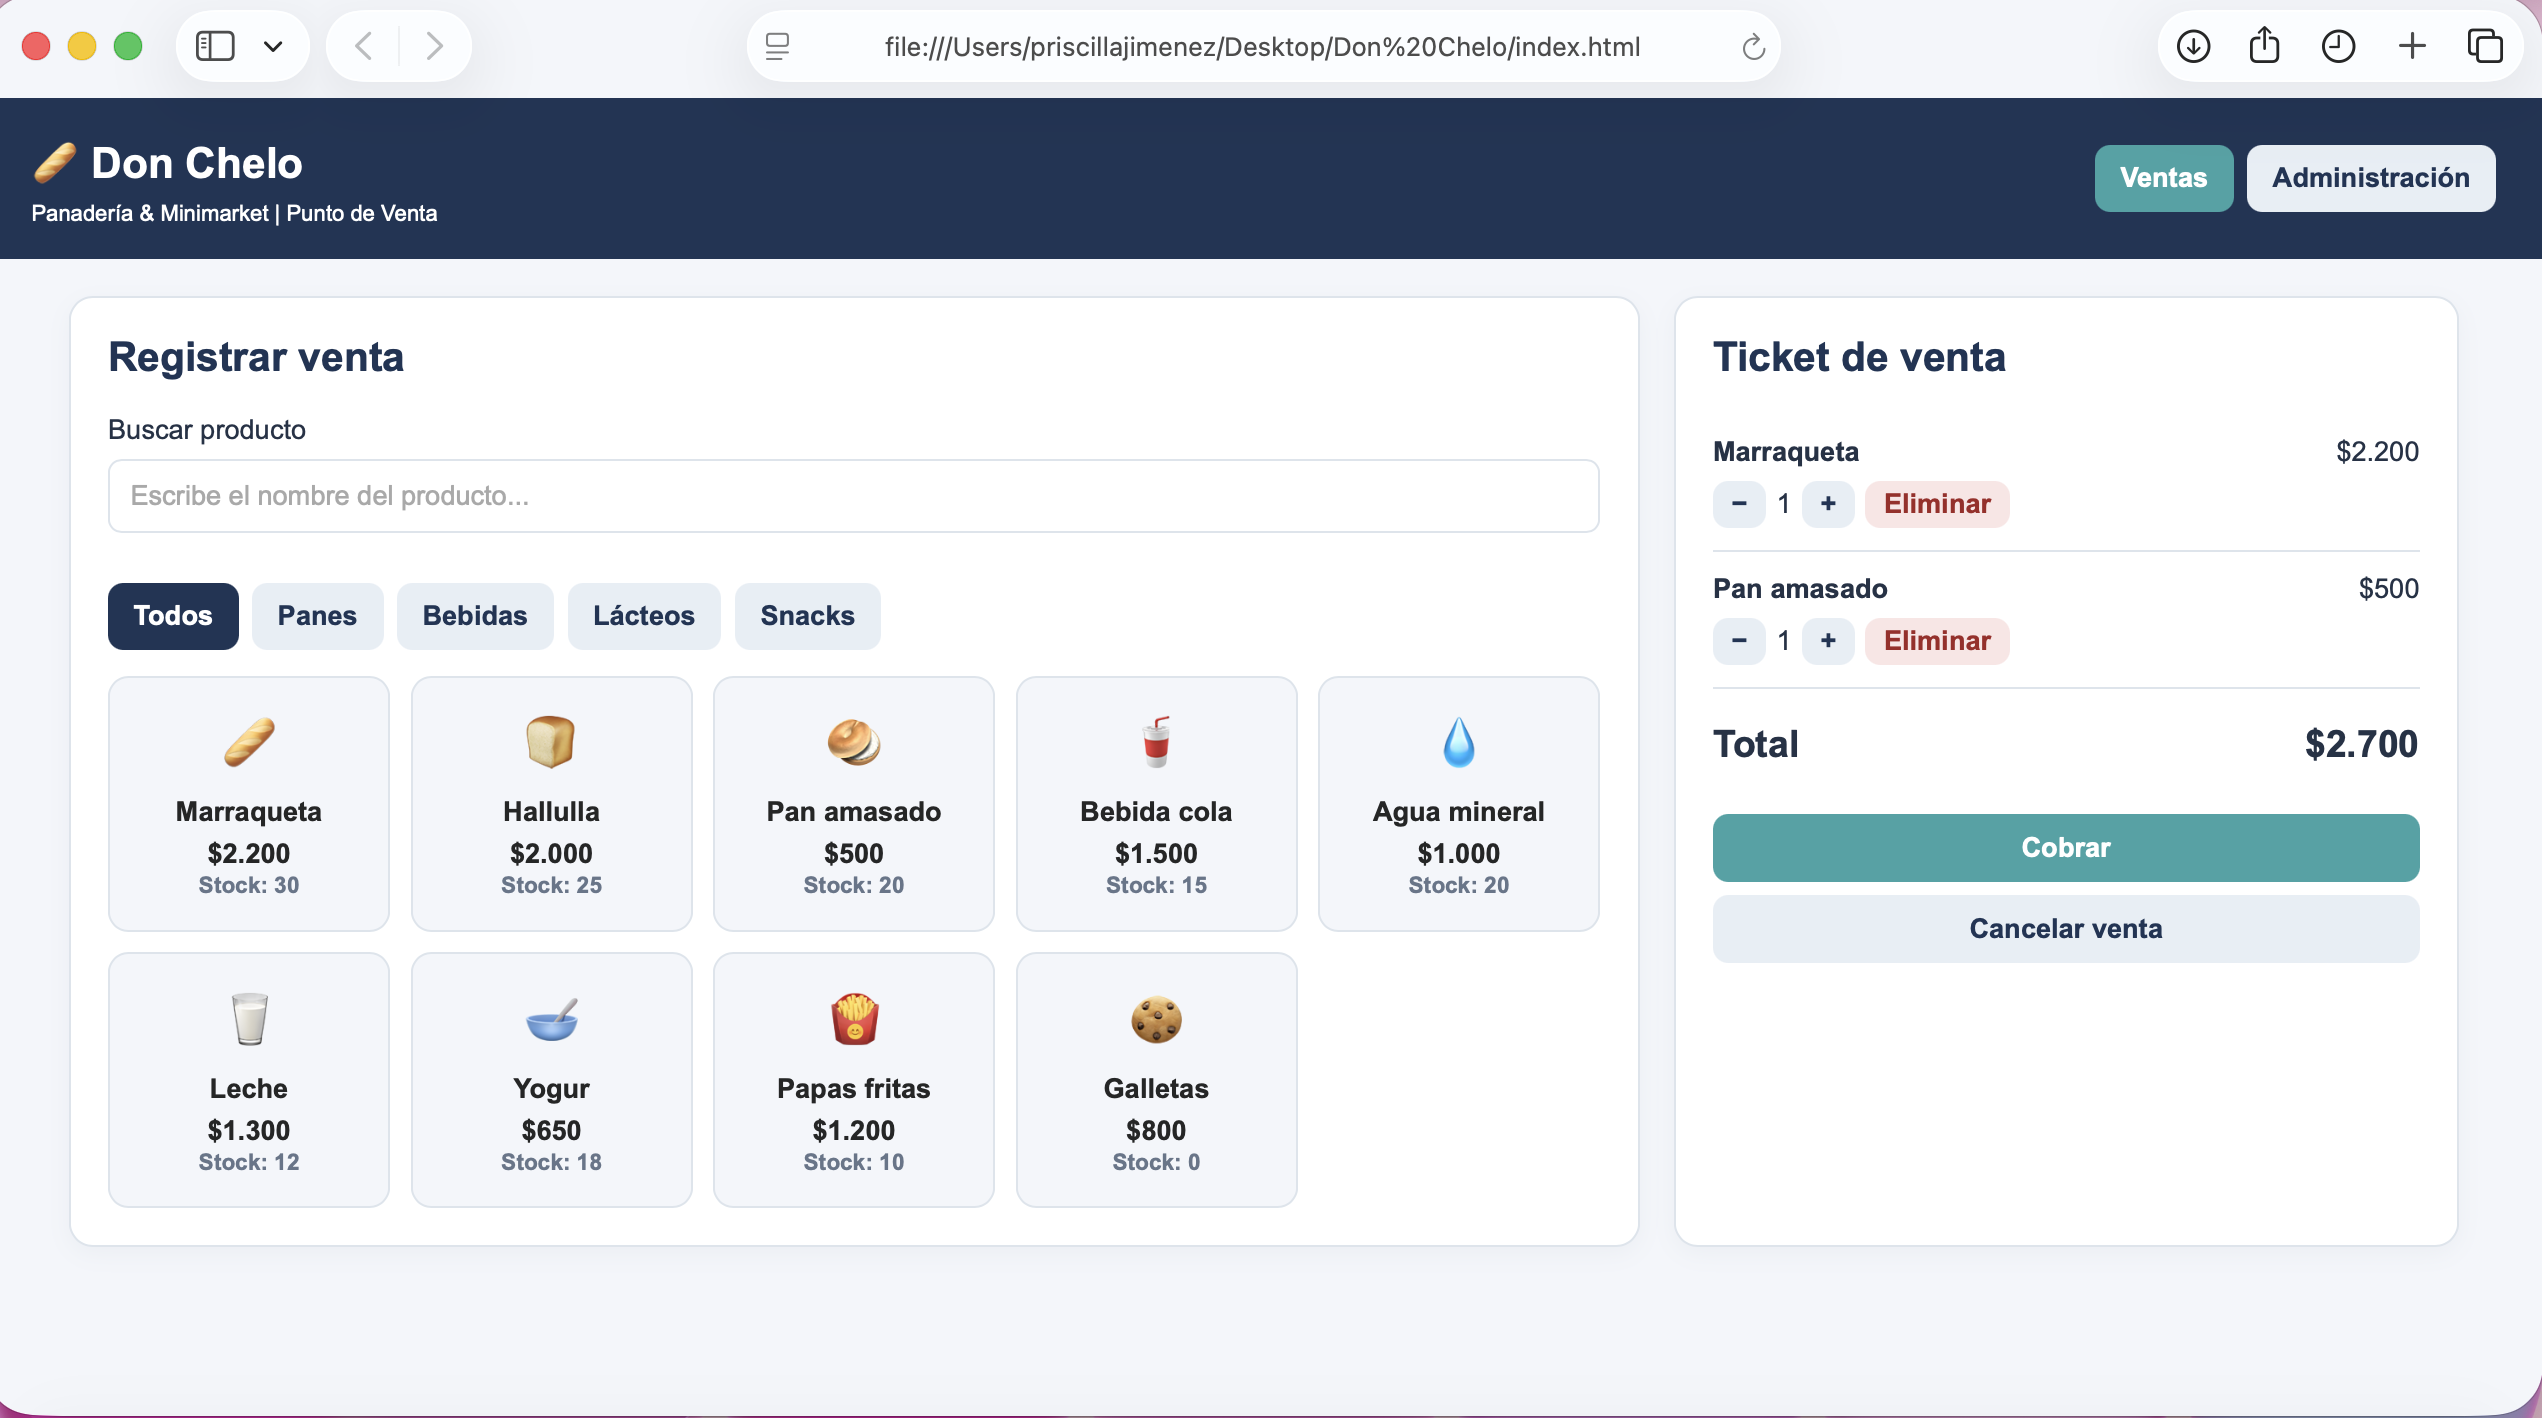 file:///Users/priscillajimenez/Desktop/Don%20Chelo/index.html
Don Chelo
Panadería & Minimarket | Punto de Venta
Ventas
Administración
Registrar venta
Buscar producto
Escribe el nombre del producto...
Todos
Panes
Bebidas
Lácteos
Snacks
Marraqueta
$2.200
Stock: 30
Hallulla
$2.000
Stock: 25
Pan amasado
$500
Stock: 20
Bebida cola
$1.500
Stock: 15
Agua mineral
$1.000
Stock: 20
Leche
$1.300
Stock: 12
Yogur
$650
Stock: 18
Papas fritas
$1.200
Stock: 10
Galletas
$800
Stock: 0
Ticket de venta
Marraqueta $2.200
− 1 + Eliminar
Pan amasado $500
− 1 + Eliminar
Total $2.700
Cobrar
Cancelar venta